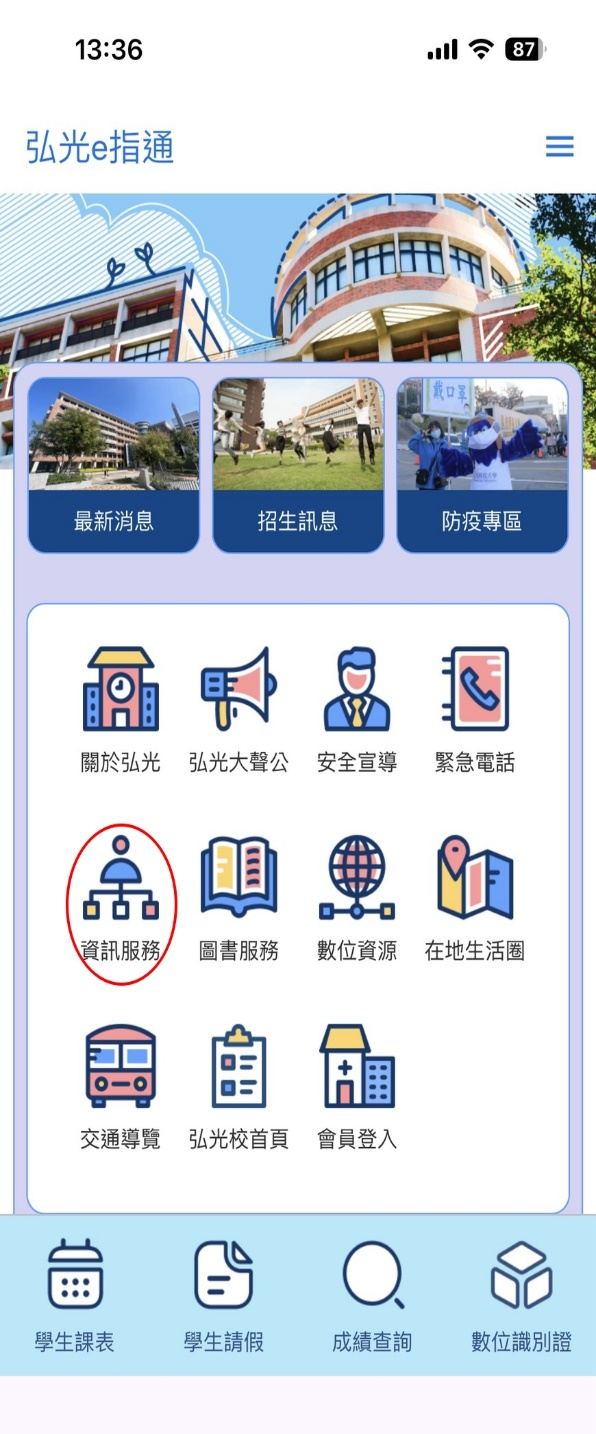 13:36
87
弘光e指通
戴口罩
最新消息
招生訊息
防疫專區
關於弘光
弘光大聲公
安全宣導
緊急電話
資訊服務
圖書服務
數位資源
在地生活圈
交通導覽
弘光校首頁
會員登入
學生課表
學生請假
成績查詢
數位識別證